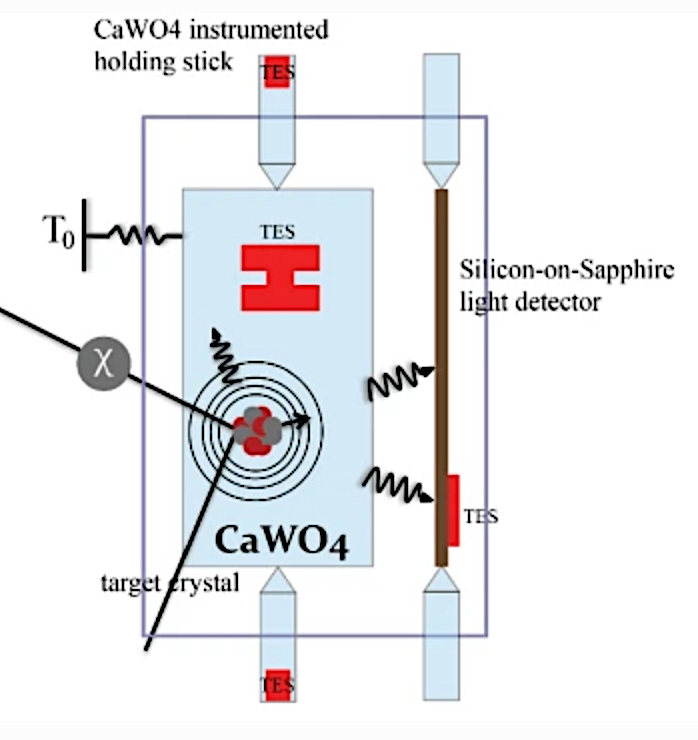 CaWO4 instrumented
holding stick
TES
T0
TES
Silicon-on-Sapphire
light detector
χ
TES
CaWO4
target crystal
TES